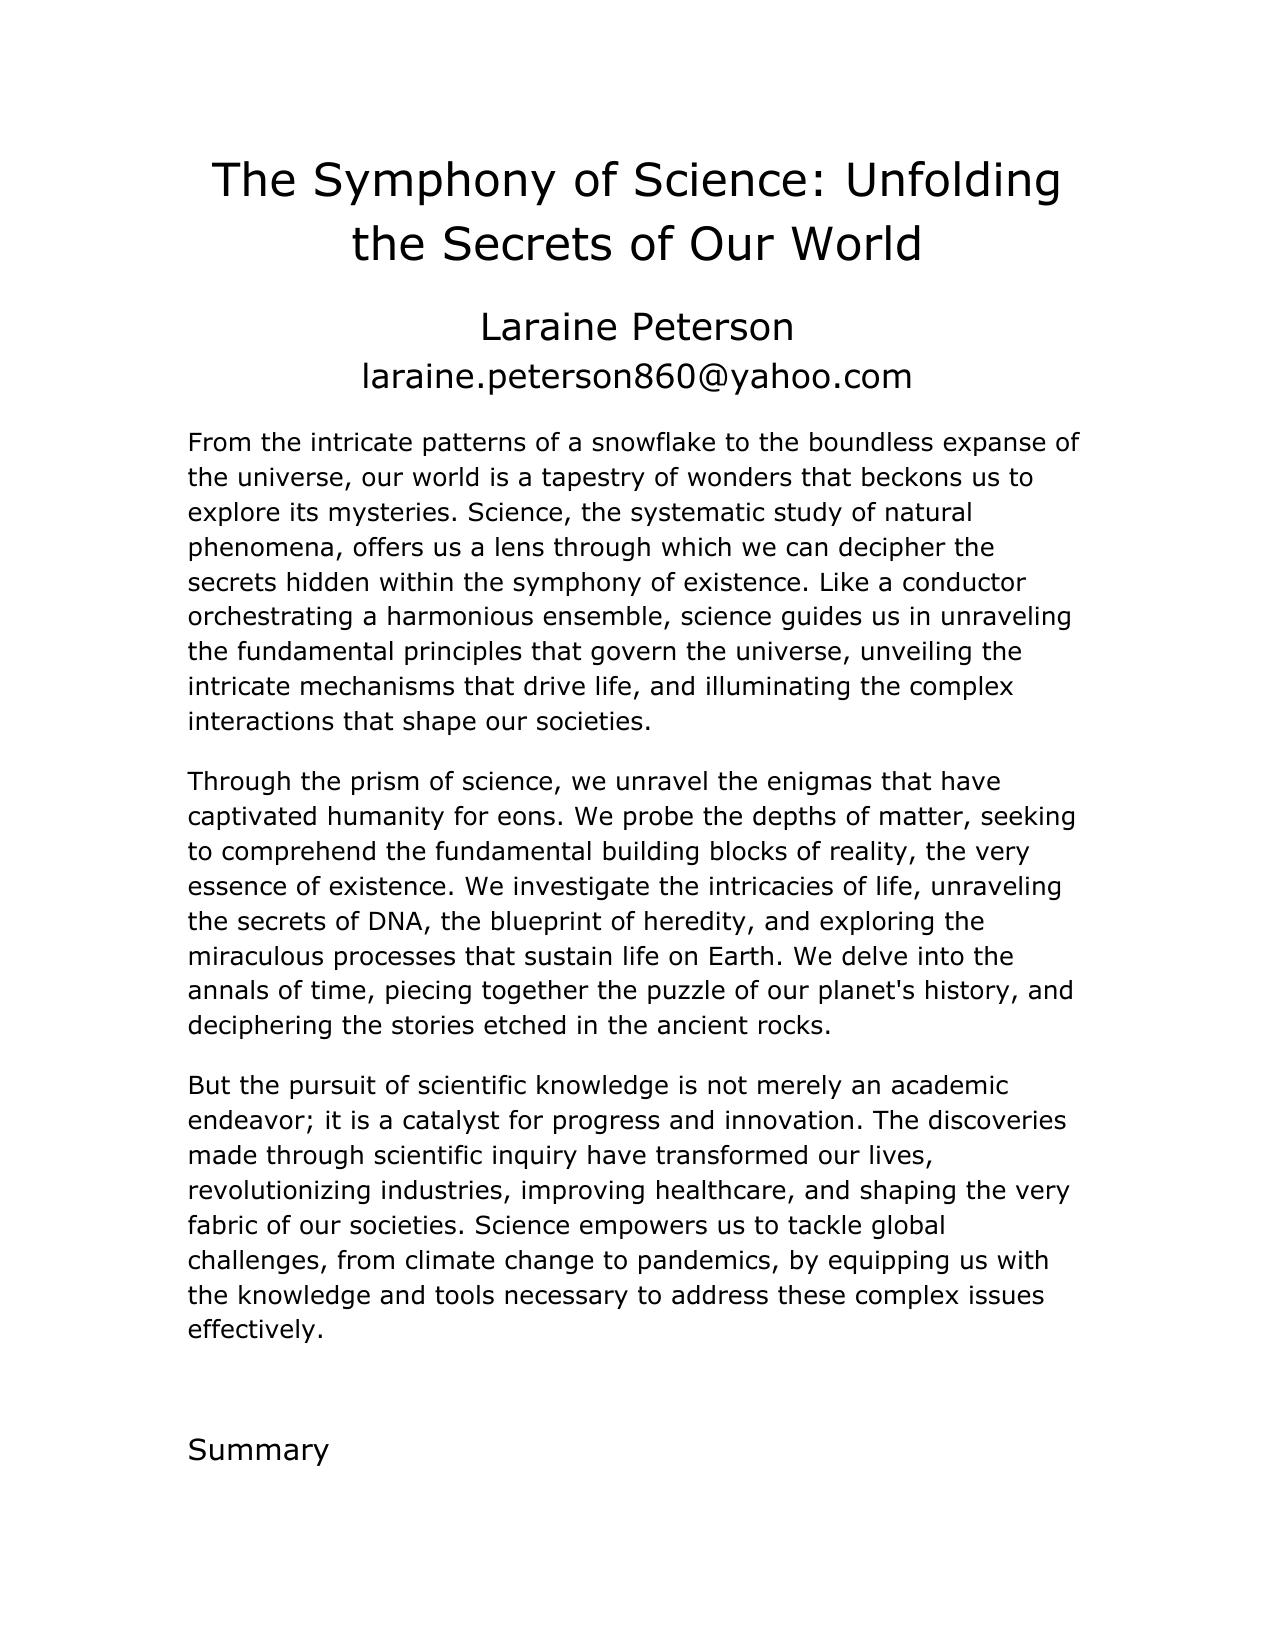 The Symphony of Science: Unfolding
the Secrets of Our World
Laraine Peterson
laraine.peterson860@yahoo.com
From the intricate patterns of a snowflake to the boundless expanse of
the universe, our world is a tapestry of wonders that beckons us to
explore its mysteries. Science, the systematic study of natural
phenomena, offers us a lens through which we can decipher the
secrets hidden within the symphony of existence. Like a conductor
orchestrating a harmonious ensemble, science guides us in unraveling
the fundamental principles that govern the universe, unveiling the
intricate mechanisms that drive life, and illuminating the complex
interactions that shape our societies.
Through the prism of science, we unravel the enigmas that have
captivated humanity for eons. We probe the depths of matter, seeking
to comprehend the fundamental building blocks of reality, the very
essence of existence. We investigate the intricacies of life, unraveling
the secrets of DNA, the blueprint of heredity, and exploring the
miraculous processes that sustain life on Earth. We delve into the
annals of time, piecing together the puzzle of our planet's history, and
deciphering the stories etched in the ancient rocks.
But the pursuit of scientific knowledge is not merely an academic
endeavor; it is a catalyst for progress and innovation. The discoveries
made through scientific inquiry have transformed our lives,
revolutionizing industries, improving healthcare, and shaping the very
fabric of our societies. Science empowers us to tackle global
challenges, from climate change to pandemics, by equipping us with
the knowledge and tools necessary to address these complex issues
effectively.
Summary